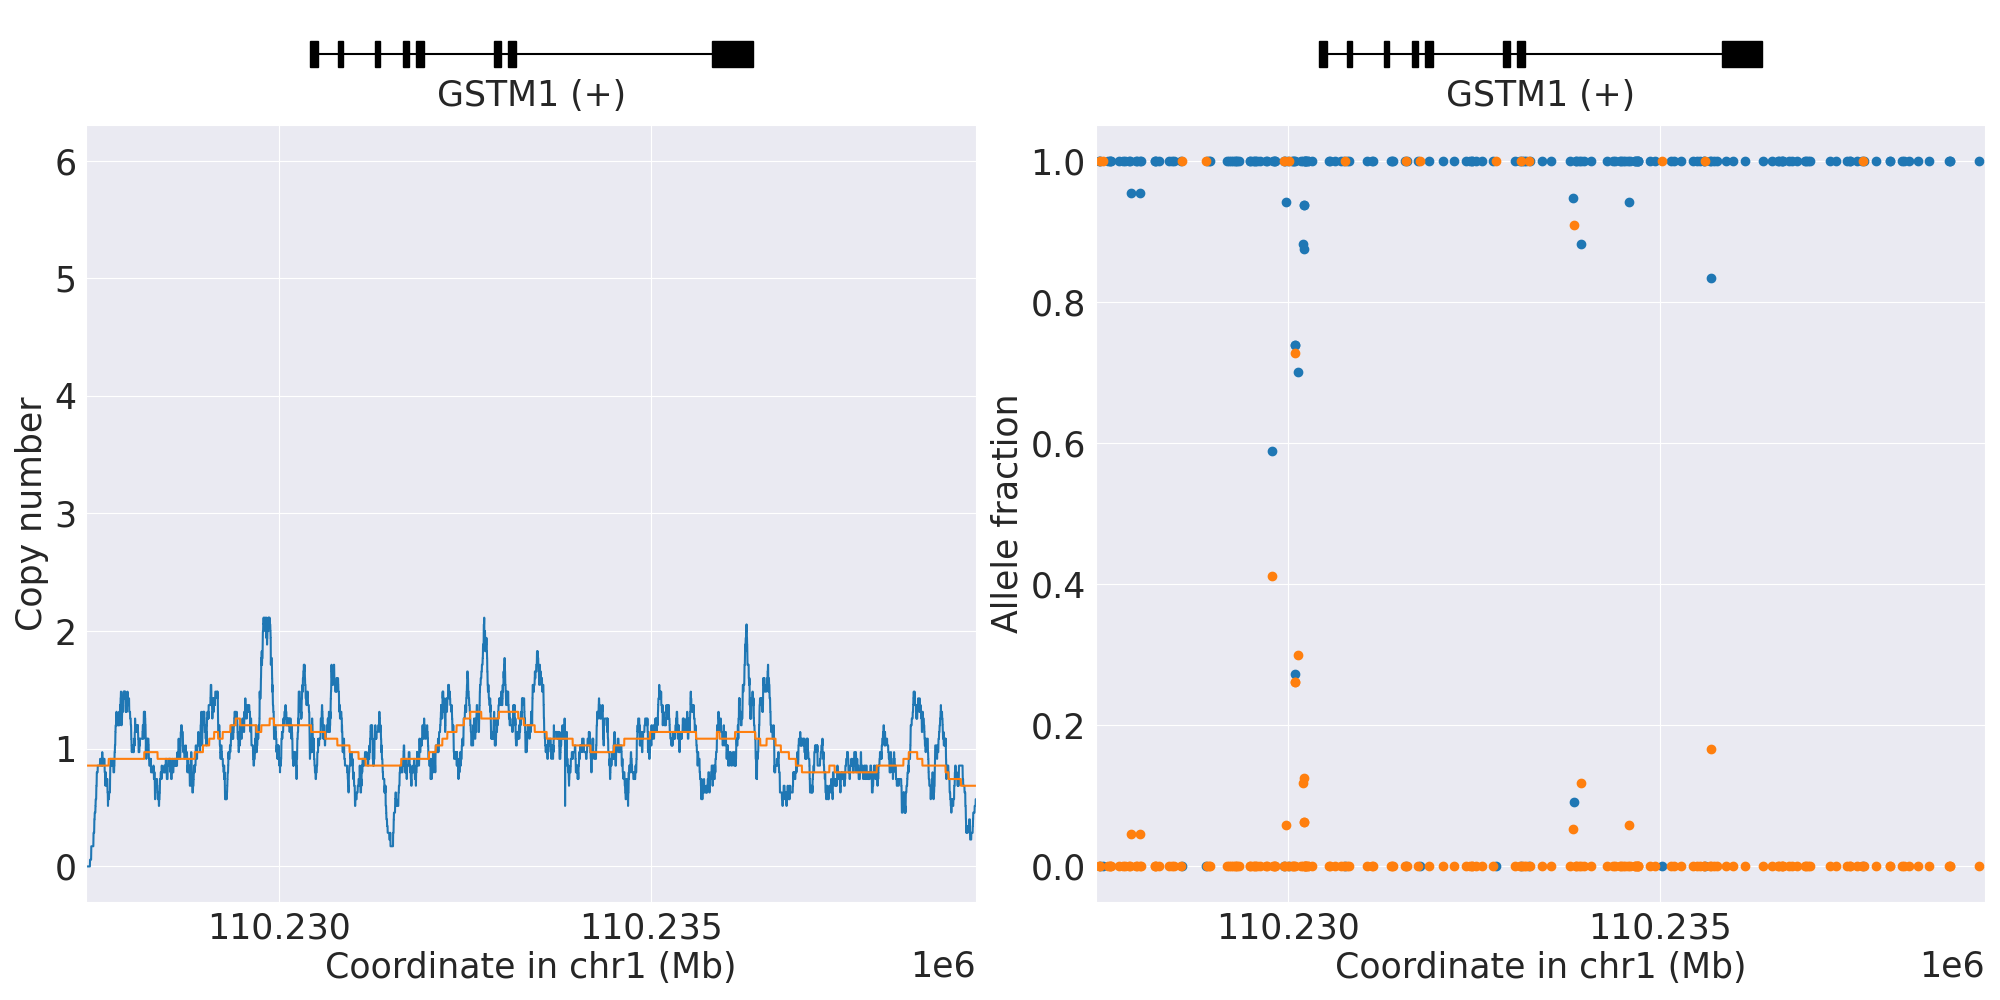 GSTM1 (+)
GSTM1 (+)
Copy number
6
5
4
3
2
1
0
110.230
110.235
Coordinate in chr1 (Mb)
1e6
Allele fraction
1.0
0.8
0.6
0.4
0.2
0.0
110.230
110.235
Coordinate in chr1 (Mb)
1e6